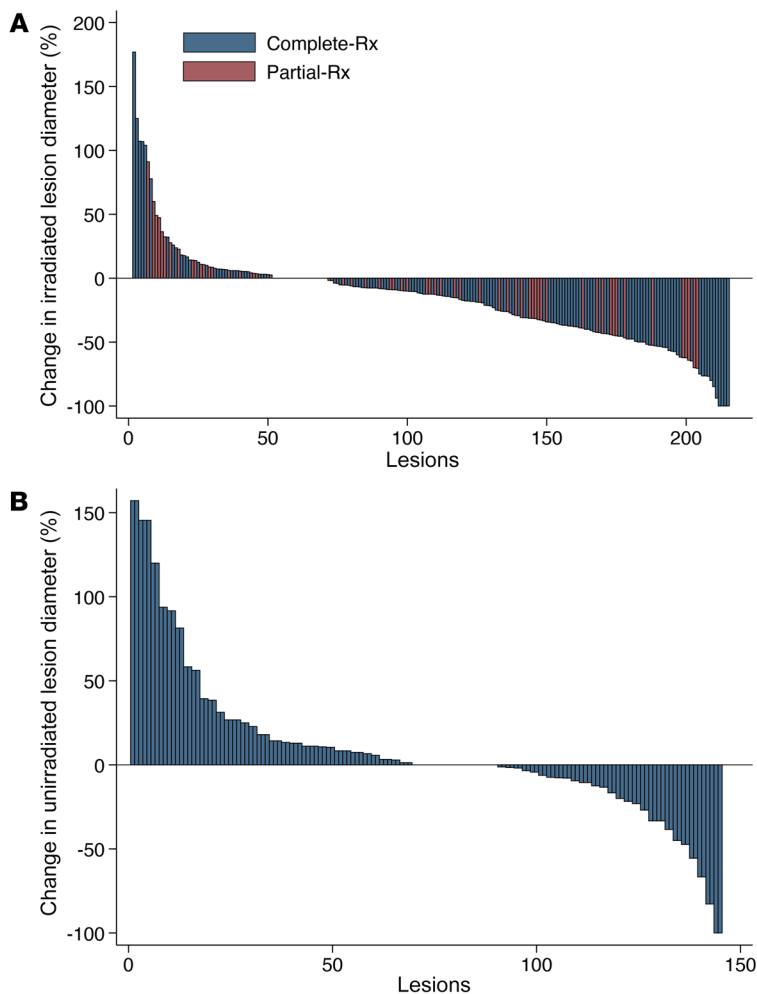 A
Change in irradiated lesion diameter (%)
200
150
100
50
0
-50
-100
Complete-Rx
Partial-Rx
0 50 100 150 200
Lesions
B
Change in unirradiated lesion diameter (%)
150
100
50
0
-50
-100
0 50 100 150
Lesions